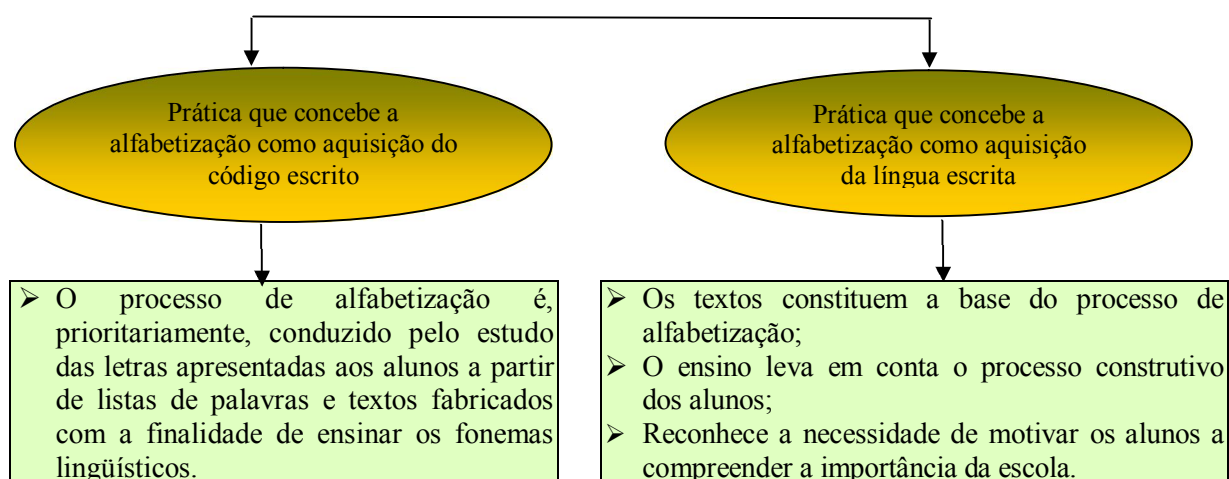 Prática que concebe a
alfabetização como aquisição do
código escrito
Prática que concebe a
alfabetização como aquisição
da língua escrita
➢ O processo de alfabetização é,
prioritariamente, conduzido pelo estudo
das letras apresentadas aos alunos a partir
de listas de palavras e textos fabricados
com a finalidade de ensinar os fonemas
lingüísticos.
➢ Os textos constituem a base do processo de
alfabetização;
➢ O ensino leva em conta o processo construtivo
dos alunos;
➢ Reconhece a necessidade de motivar os alunos a
compreender a importância da escola.